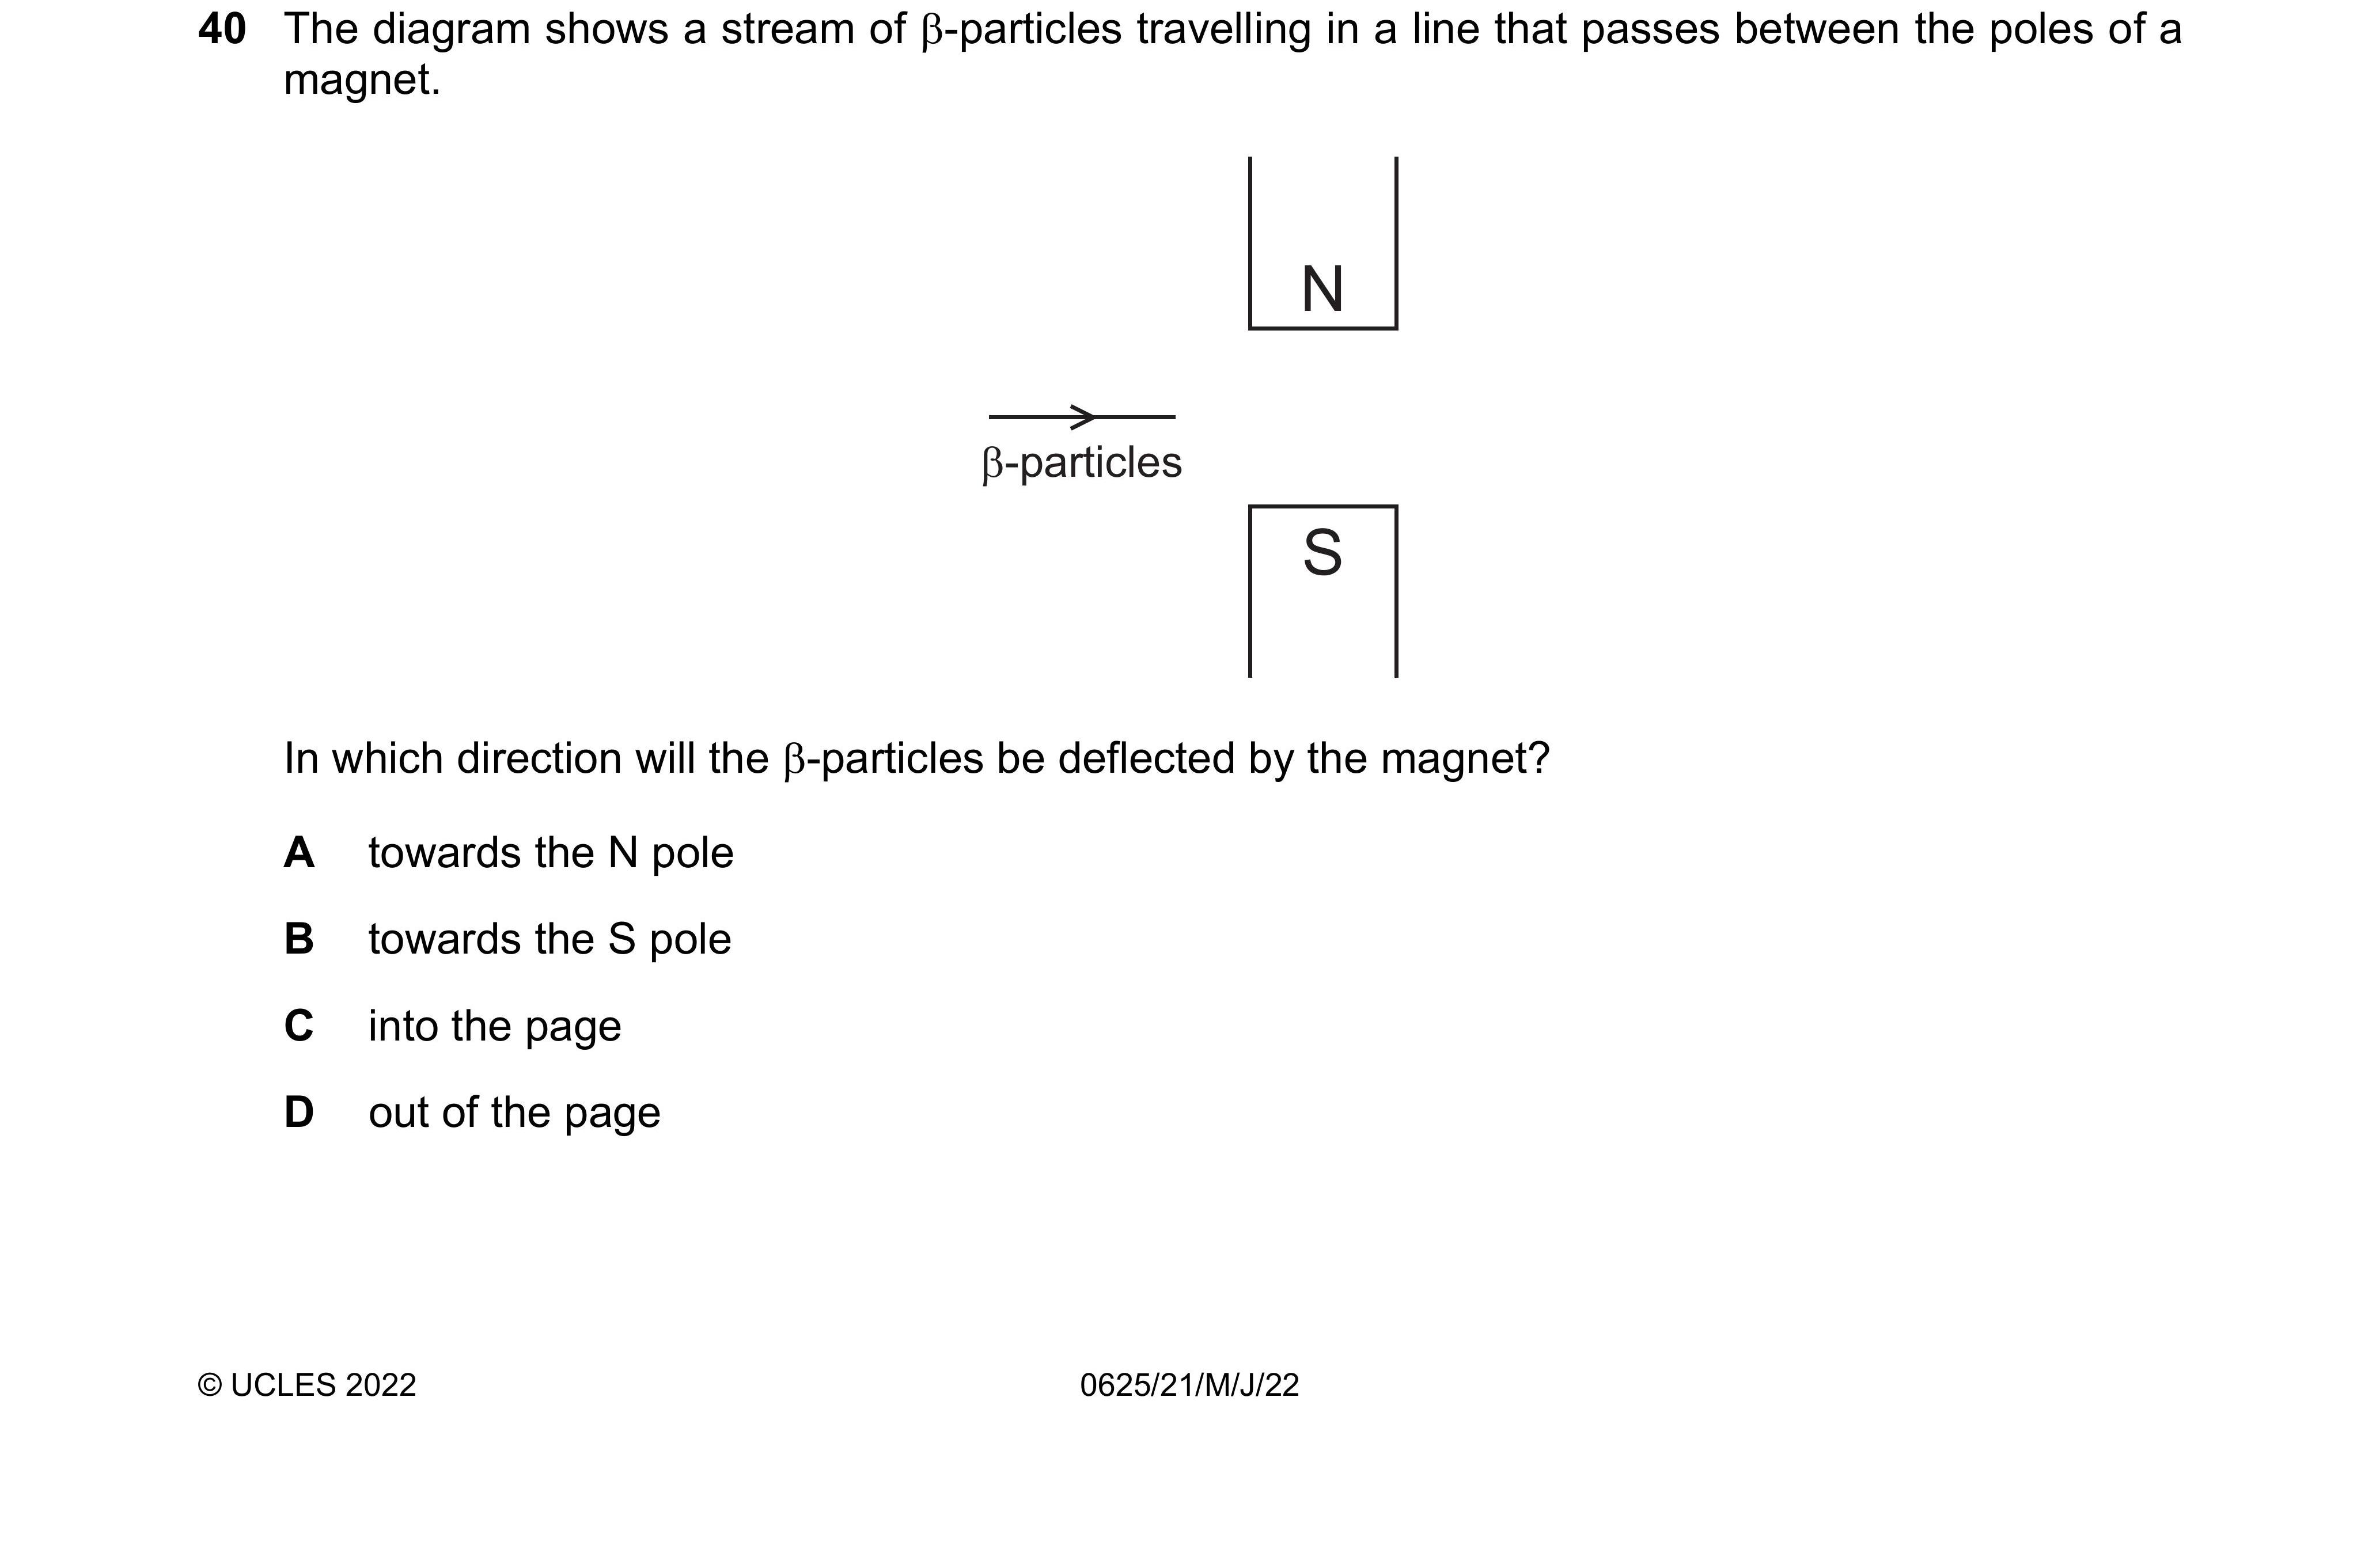 40 The diagram shows a stream of β-particles travelling in a line that passes between the poles of a
magnet.
N
β-particles
S
In which direction will the β-particles be deflected by the magnet?
A towards the N pole
B towards the S pole
C into the page
D out of the page
© UCLES 2022 0625/21/M/J/22